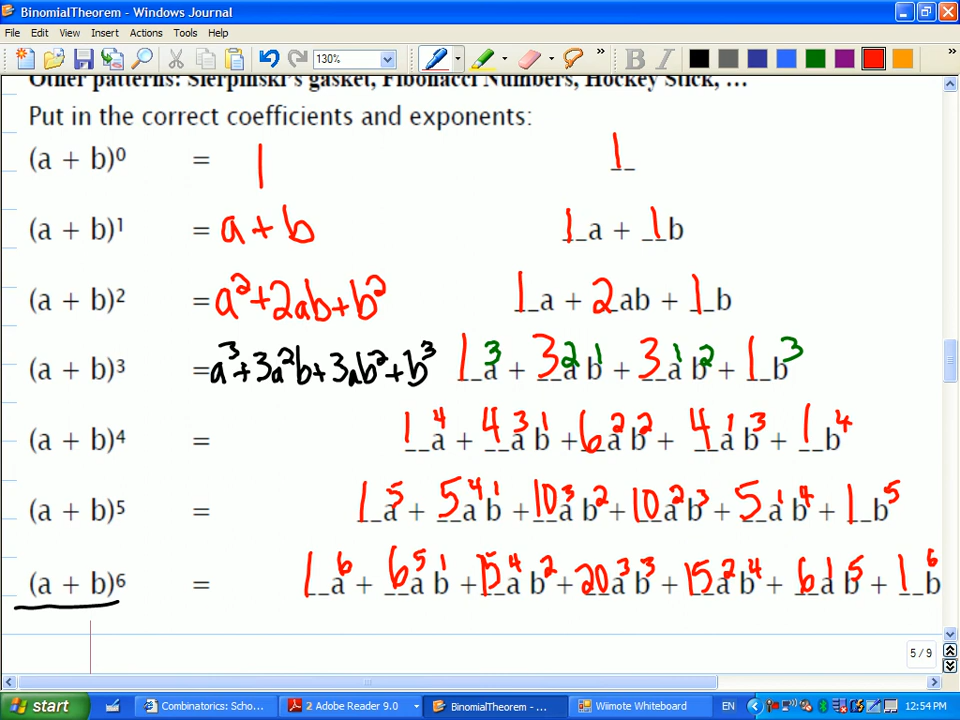 BinomialTheorem - Windows Journal
File Edit View Insert Actions Tools Help
130%
Other patterns: Sierpinski's gasket, Fibonacci Numbers, Hockey Stick, ...
Put in the correct coefficients and exponents:
(a + b)⁰ = 1 1
(a + b)¹ = a + b 1a + 1b
(a + b)² = a² + 2ab + b² 1a + 2ab + 1b
(a + b)³ = a³ + 3a²b + 3ab² + b³ 1a³ + 3a²b¹ + 3a¹b² + 1b³
(a + b)⁴ = 1a⁴ + 4a³b¹ + 6a²b² + 4a¹b³ + 1b⁴
(a + b)⁵ = 1a⁵ + 5a⁴b¹ + 10a³b² + 10a²b³ + 5a¹b⁴ + 1b⁵
(a + b)⁶ = 1a⁶ + 6a⁵b¹ + 15a⁴b² + 20a³b³ + 15a²b⁴ + 6a¹b⁵ + 1b⁶
5 / 9
start Combinatorics: Scho... 2 Adobe Reader 9.0 BinomialTheorem - ... Wiimote Whiteboard EN 12:54 PM